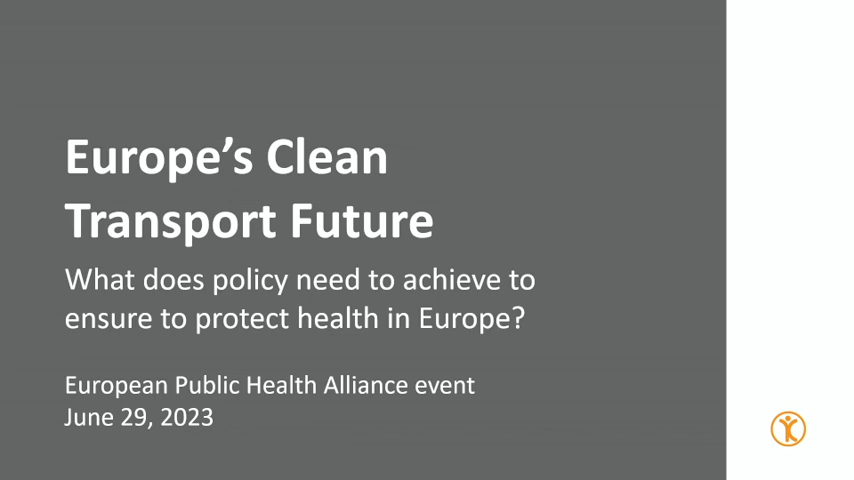 Europe’s Clean
Transport Future
What does policy need to achieve to
ensure to protect health in Europe?
European Public Health Alliance event
June 29, 2023